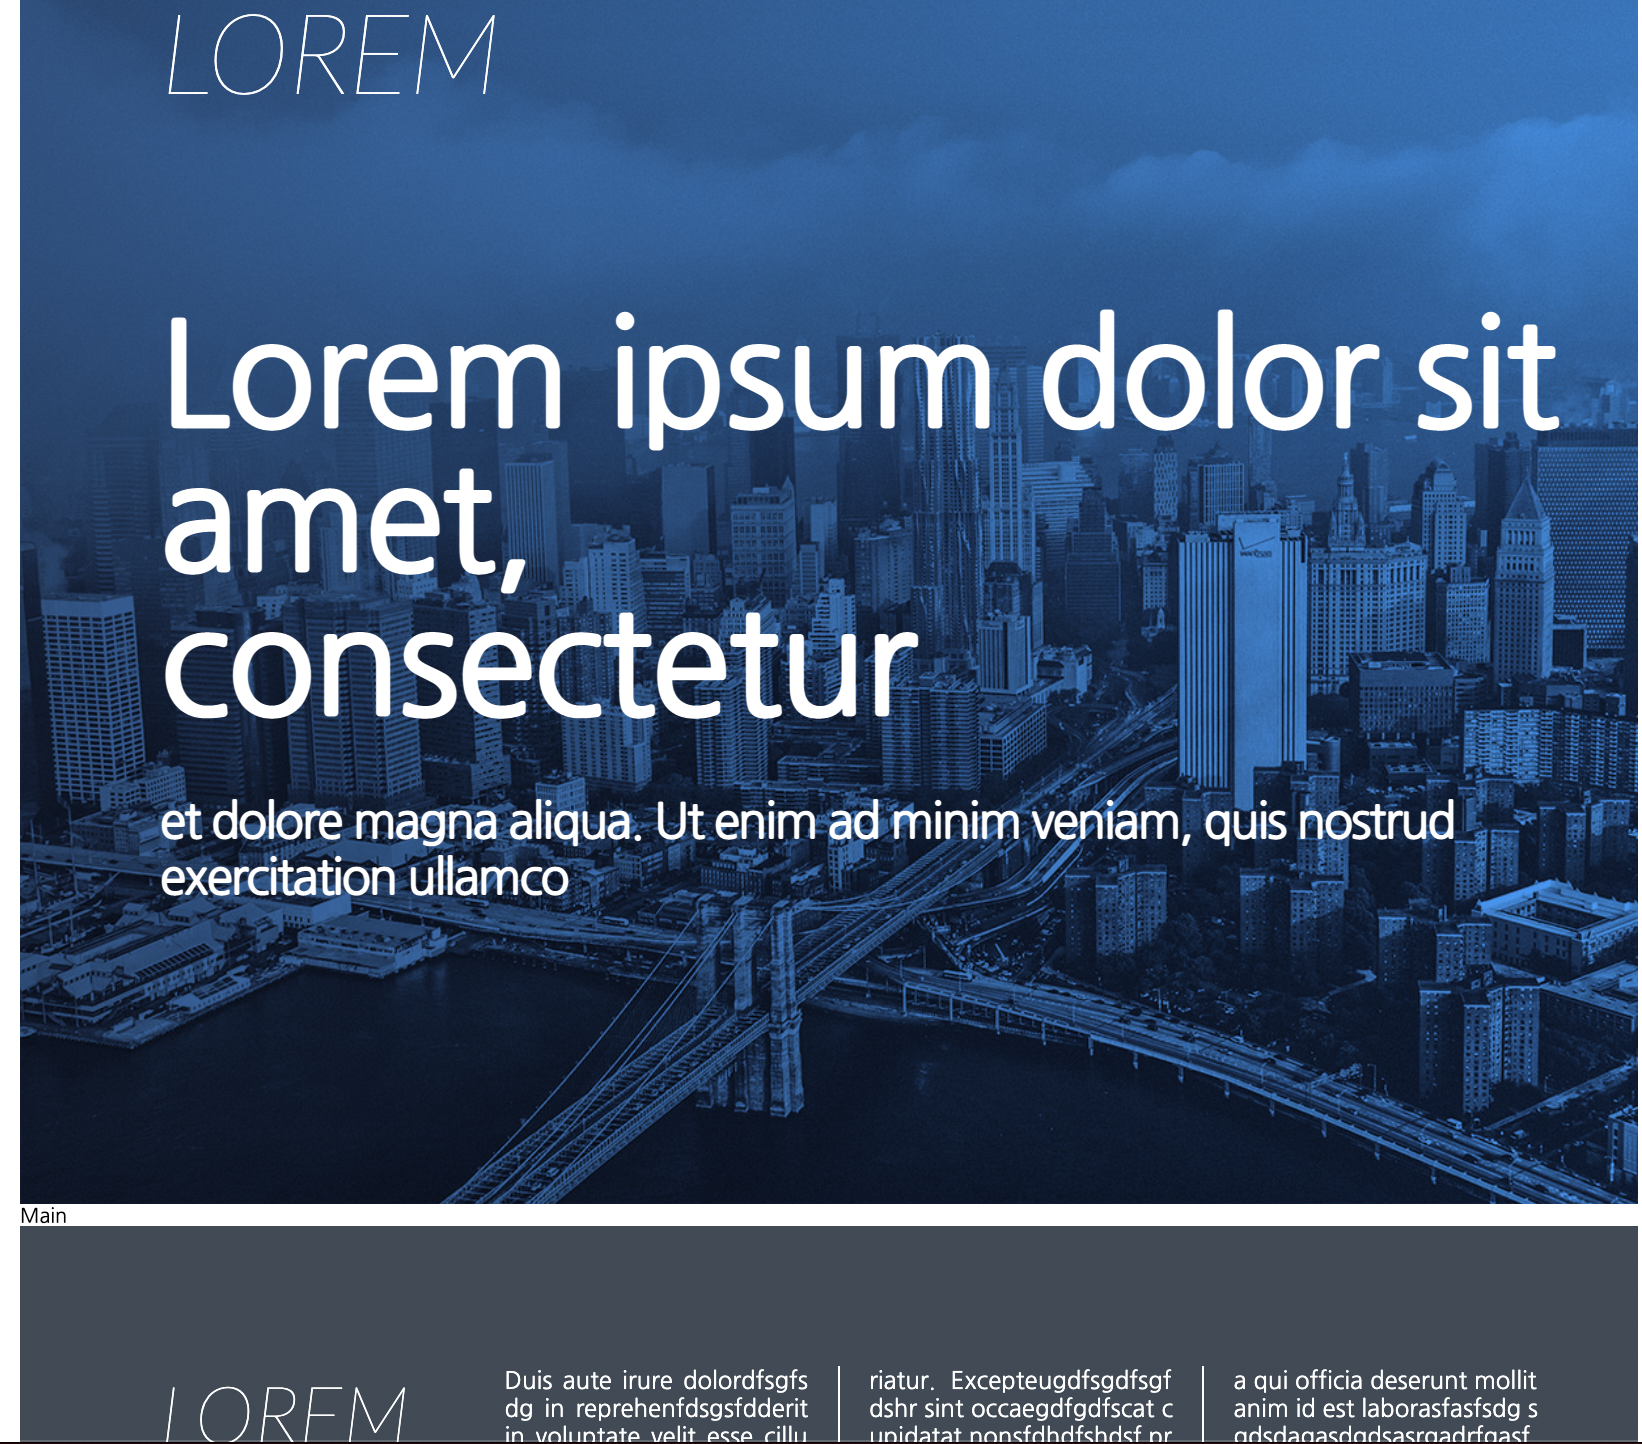 LOREM
Lorem ipsum dolor sit
amet,
consectetur
et dolore magna aliqua. Ut enim ad minim veniam, quis nostrud
exercitation ullamco
Main
LOREM
Duis aute irure dolordfsgfs
dg in reprehenfdsgsfdderit
in voluptate velit esse cillu
riatur. Excepteugdfsgdfsgf
dshr sint occaegdfgdfscat c
upidatat nonsfdhdfshdsf pr
a qui officia deserunt mollit
anim id est laborasfasfsdg s